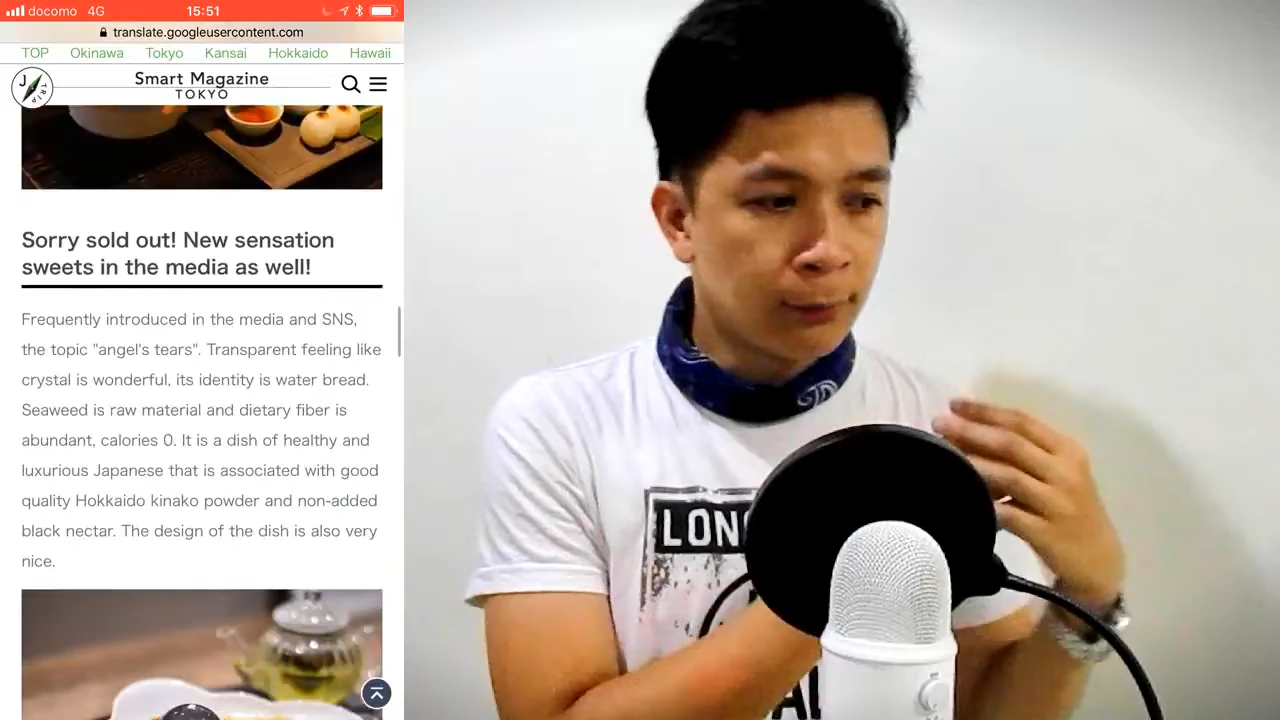 docomo 4G 15:51
translate.googleusercontent.com
TOP Okinawa Tokyo Kansai Hokkaido Hawaii
J TRIP
Smart Magazine
TOKYO
Sorry sold out! New sensation
sweets in the media as well!
Frequently introduced in the media and SNS,
the topic "angel's tears". Transparent feeling like
crystal is wonderful, its identity is water bread.
Seaweed is raw material and dietary fiber is
abundant, calories 0. It is a dish of healthy and
luxurious Japanese that is associated with good
quality Hokkaido kinako powder and non-added
black nectar. The design of the dish is also very
nice.
LONG